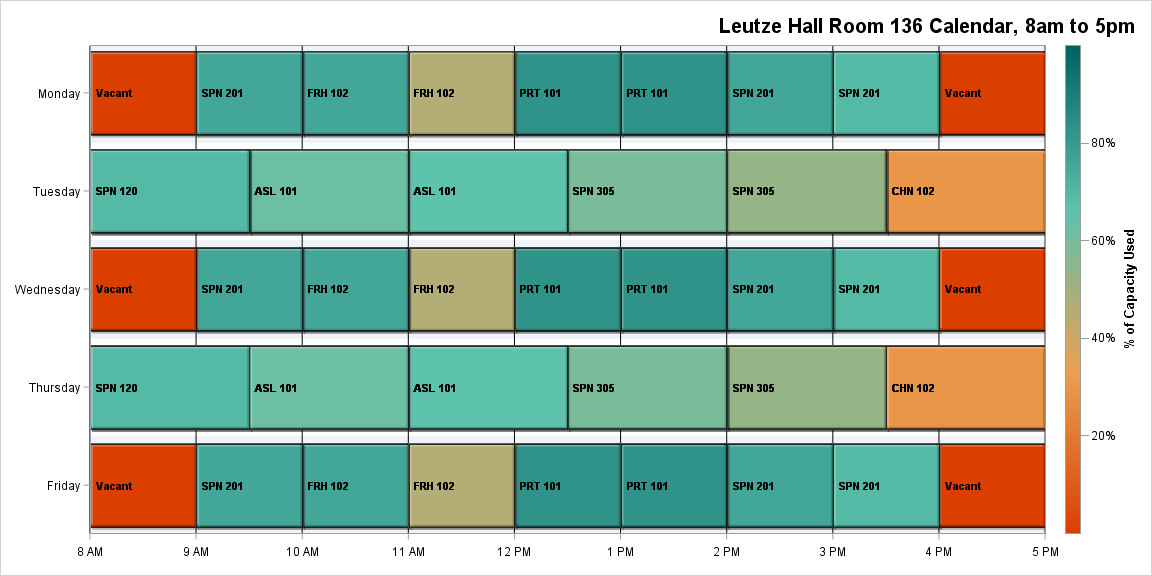 Leutze Hall Room 136 Calendar, 8am to 5pm
Monday
Vacant
SPN 201
FRH 102
FRH 102
PRT 101
PRT 101
SPN 201
SPN 201
Vacant
Tuesday
SPN 120
ASL 101
ASL 101
SPN 305
SPN 305
CHN 102
Wednesday
Vacant
SPN 201
FRH 102
FRH 102
PRT 101
PRT 101
SPN 201
SPN 201
Vacant
Thursday
SPN 120
ASL 101
ASL 101
SPN 305
SPN 305
CHN 102
Friday
Vacant
SPN 201
FRH 102
FRH 102
PRT 101
PRT 101
SPN 201
SPN 201
Vacant
8 AM
9 AM
10 AM
11 AM
12 PM
1 PM
2 PM
3 PM
4 PM
5 PM
80%
60%
40%
20%
% of Capacity Used